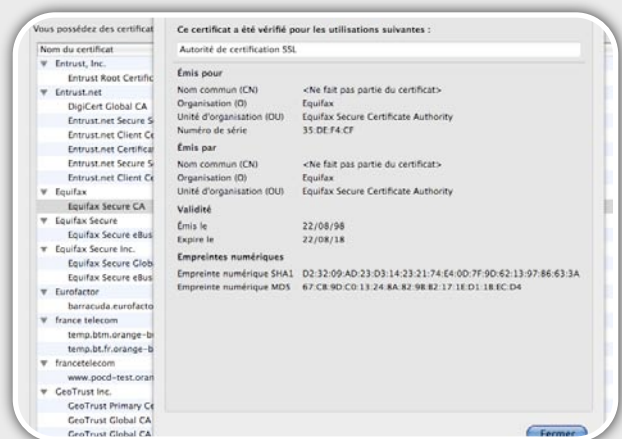 Vous possédez des certificat
Nom du certificat
Entrust, Inc.
Entrust Root Certific
Entrust.net
DigiCert Global CA
Entrust.net Secure S
Entrust.net Client Ce
Entrust.net Certifica
Entrust.net Secure S
Entrust.net Client Ce
Equifax
Equifax Secure CA
Equifax Secure
Equifax Secure eBus
Equifax Secure Inc.
Equifax Secure Glob
Equifax Secure eBus
Eurofactor
barracuda.eurofacto
france telecom
temp.btm.orange-b
temp.bt.fr.orange-b
francetelecom
www.pocd-test.oran
GeoTrust Inc.
GeoTrust Primary Ce
GeoTrust Global CA
GeoTrust Global CA
Ce certificat a été vérifié pour les utilisations suivantes :
Autorité de certification SSL
Émis pour
Nom commun (CN) <Ne fait pas partie du certificat>
Organisation (O) Equifax
Unité d'organisation (OU) Equifax Secure Certificate Authority
Numéro de série 35:DE:F4:CF
Émis par
Nom commun (CN) <Ne fait pas partie du certificat>
Organisation (O) Equifax
Unité d'organisation (OU) Equifax Secure Certificate Authority
Validité
Émis le 22/08/98
Expire le 22/08/18
Empreintes numériques
Empreinte numérique SHA1 D2:32:09:AD:23:D3:14:23:21:74:E4:0D:7F:9D:62:13:97:86:63:3A
Empreinte numérique MD5 67:CB:9D:C0:13:24:8A:82:9B:B2:17:1E:D1:1B:EC:D4
Fermer